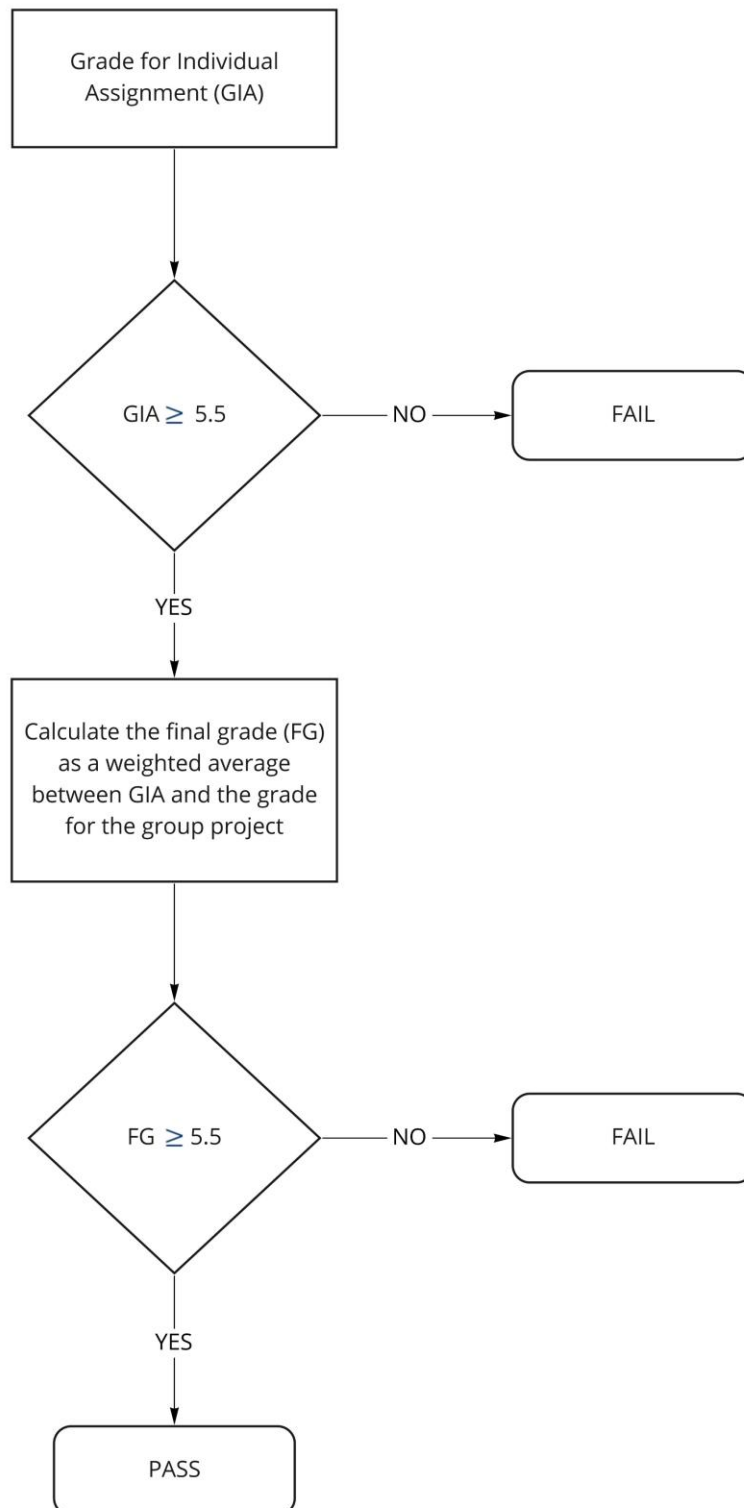 Grade for Individual
Assignment (GIA)
GIA ≥ 5.5
NO
FAIL
YES
Calculate the final grade (FG)
as a weighted average
between GIA and the grade
for the group project
FG ≥ 5.5
NO
FAIL
YES
PASS